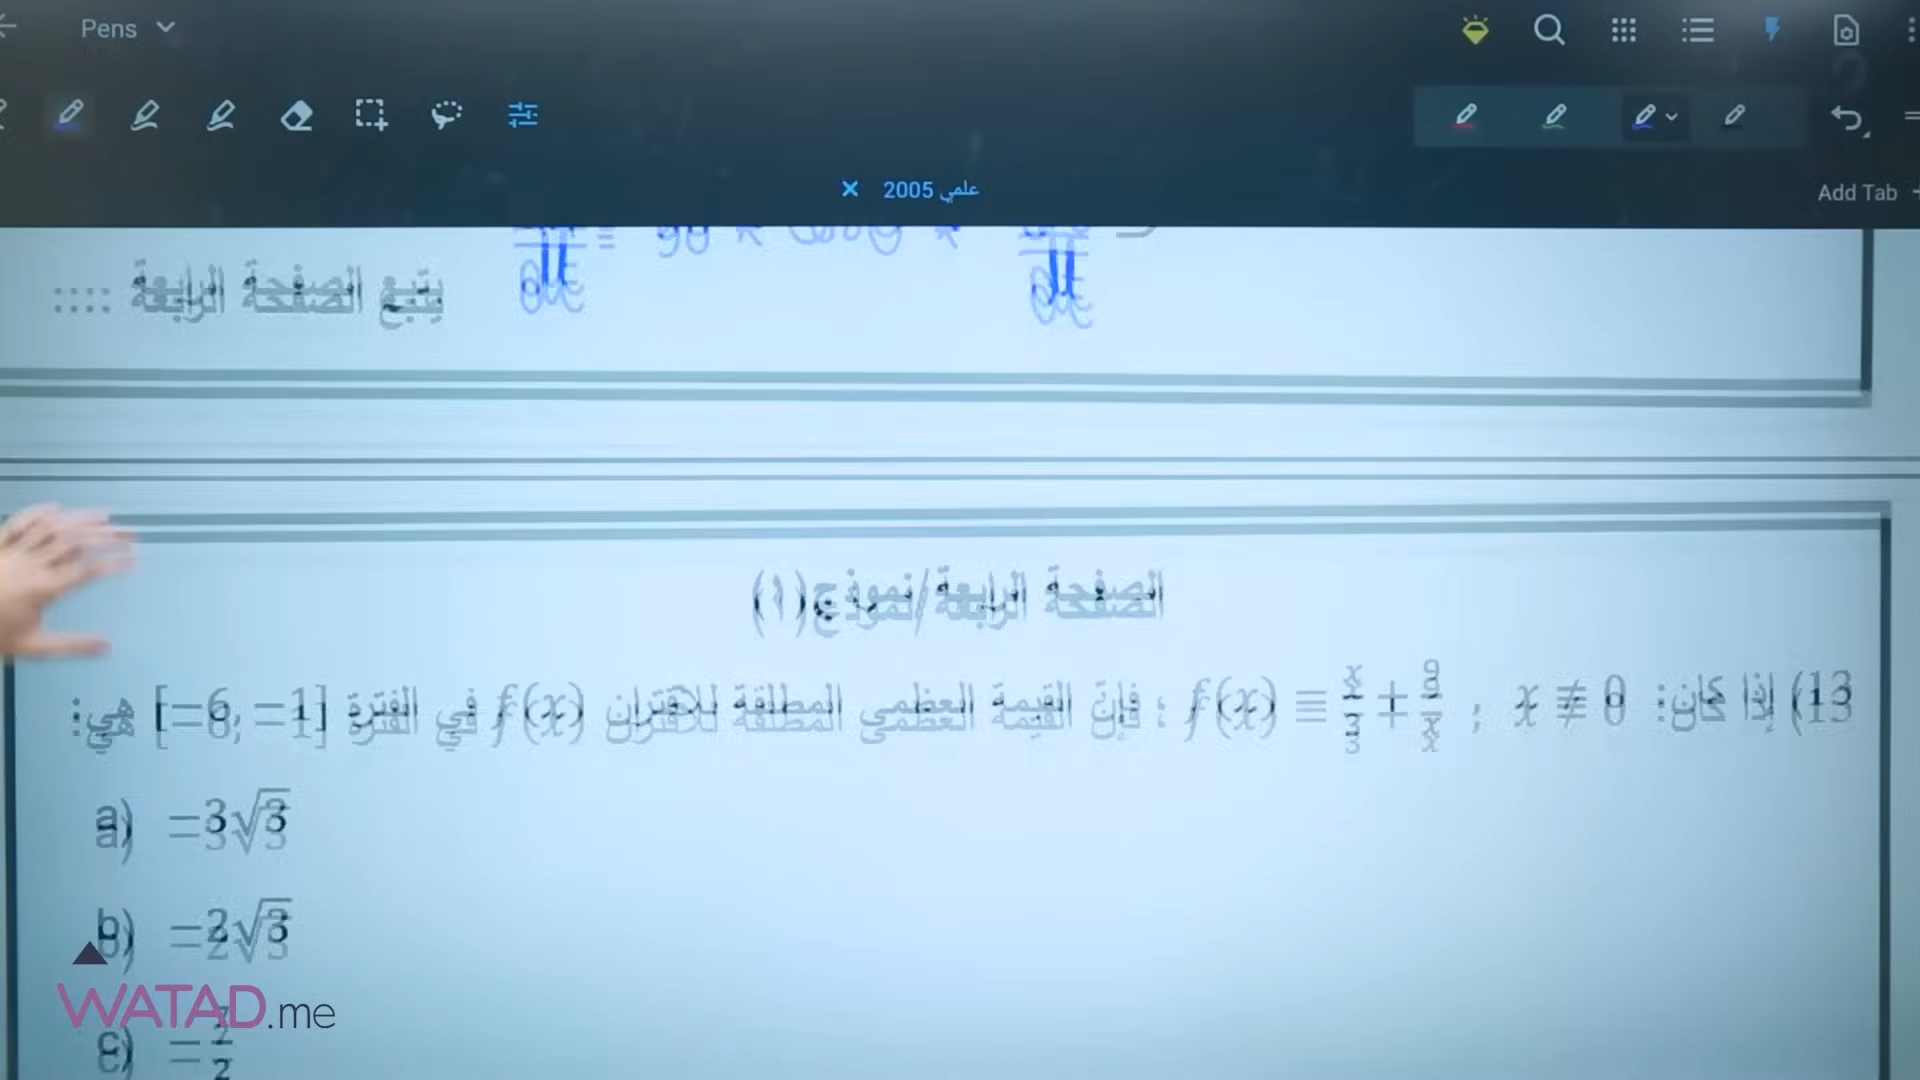 Pens
علمي 2005
Add Tab
يتبع الصفحة الرابعة ....
الصفحة الرابعة/نموذج(١)
13) إذا كان: f(x) = x/3 + 9/x ; x ≠ 0 ؛ فإنّ القيمة العظمى المطلقة للاقتران f(x) في الفترة [−6, −1] هي:
a) −3√3
b) −2√3
c)
WATAD.me